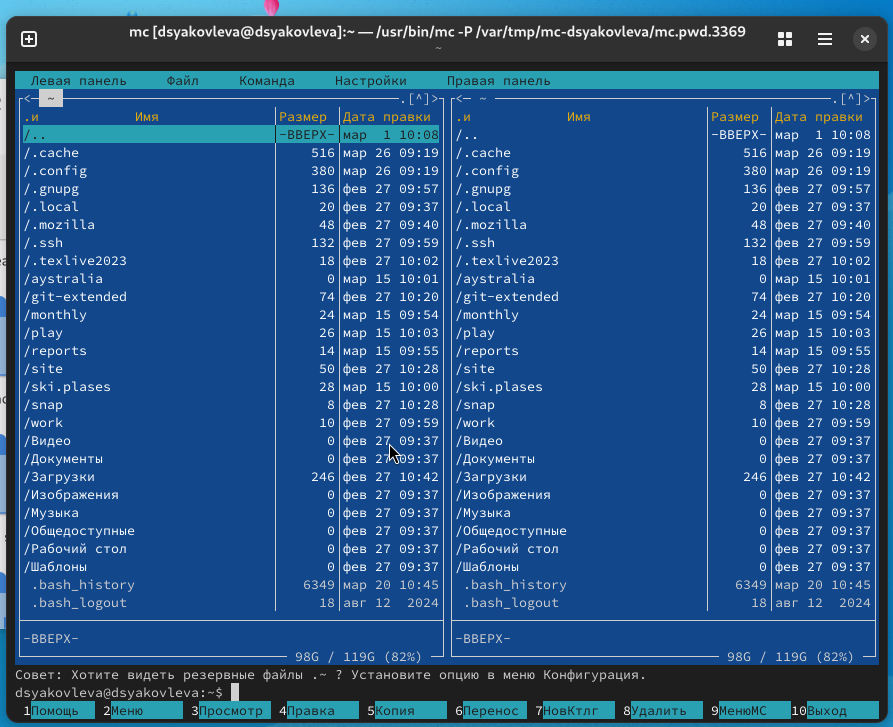 mc [dsyakovleva@dsyakovleva]:~ — /usr/bin/mc -P /var/tmp/mc-dsyakovleva/mc.pwd.3369
~
Левая панель Файл Команда Настройки Правая панель
<─ ~ .[^]> <─ ~ .[^]>
.и Имя Размер Дата правки .и Имя Размер Дата правки
/.. -ВВЕРХ- мар 1 10:08 /.. -ВВЕРХ- мар 1 10:08
/.cache 516 мар 26 09:19 /.cache 516 мар 26 09:19
/.config 380 мар 26 09:19 /.config 380 мар 26 09:19
/.gnupg 136 фев 27 09:57 /.gnupg 136 фев 27 09:57
/.local 20 фев 27 09:37 /.local 20 фев 27 09:37
/.mozilla 48 фев 27 09:40 /.mozilla 48 фев 27 09:40
/.ssh 132 фев 27 09:59 /.ssh 132 фев 27 09:59
/.texlive2023 18 фев 27 10:02 /.texlive2023 18 фев 27 10:02
/aystralia 0 мар 15 10:01 /aystralia 0 мар 15 10:01
/git-extended 74 фев 27 10:20 /git-extended 74 фев 27 10:20
/monthly 24 мар 15 09:54 /monthly 24 мар 15 09:54
/play 26 мар 15 10:03 /play 26 мар 15 10:03
/reports 14 мар 15 09:55 /reports 14 мар 15 09:55
/site 50 фев 27 10:28 /site 50 фев 27 10:28
/ski.plases 28 мар 15 10:00 /ski.plases 28 мар 15 10:00
/snap 8 фев 27 10:28 /snap 8 фев 27 10:28
/work 10 фев 27 09:59 /work 10 фев 27 09:59
/Видео 0 фев 27 09:37 /Видео 0 фев 27 09:37
/Документы 0 фев 27 09:37 /Документы 0 фев 27 09:37
/Загрузки 246 фев 27 10:42 /Загрузки 246 фев 27 10:42
/Изображения 0 фев 27 09:37 /Изображения 0 фев 27 09:37
/Музыка 0 фев 27 09:37 /Музыка 0 фев 27 09:37
/Общедоступные 0 фев 27 09:37 /Общедоступные 0 фев 27 09:37
/Рабочий стол 0 фев 27 09:37 /Рабочий стол 0 фев 27 09:37
/Шаблоны 0 фев 27 09:37 /Шаблоны 0 фев 27 09:37
.bash_history 6349 мар 20 10:45 .bash_history 6349 мар 20 10:45
.bash_logout 18 авг 12 2024 .bash_logout 18 авг 12 2024
-ВВЕРХ- -ВВЕРХ-
98G / 119G (82%) 98G / 119G (82%)
Совет: Хотите видеть резервные файлы .~ ? Установите опцию в меню Конфигурация.
dsyakovleva@dsyakovleva:~$
1Помощь 2Меню 3Просмотр 4Правка 5Копия 6Перенос 7НовКтлг 8Удалить 9МенюМС 10Выход